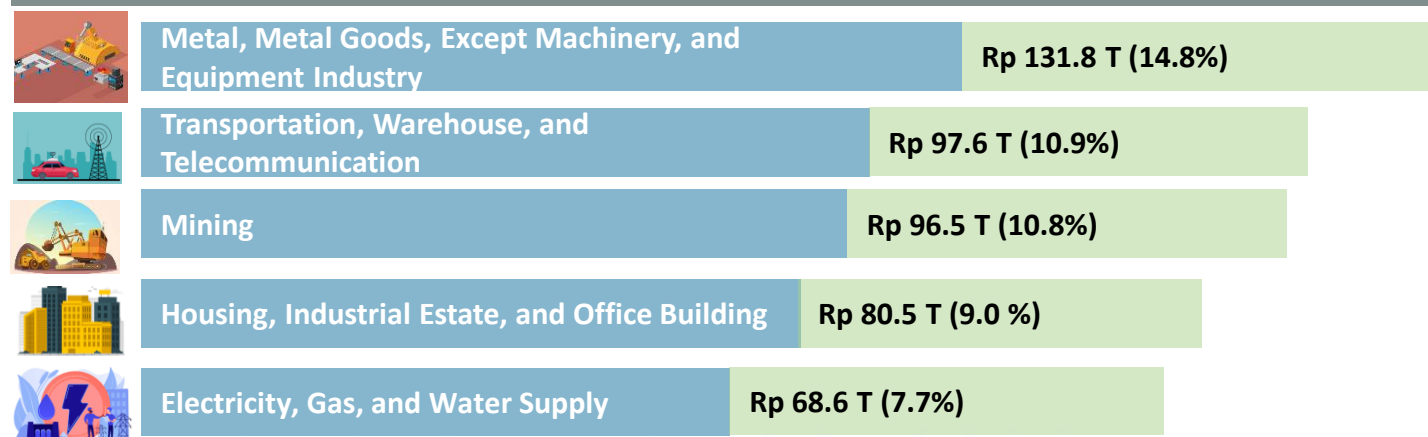 Metal, Metal Goods, Except Machinery, and
Equipment Industry
Rp 131.8 T (14.8%)
Transportation, Warehouse, and
Telecommunication
Rp 97.6 T (10.9%)
Mining
Rp 96.5 T (10.8%)
Housing, Industrial Estate, and Office Building
Rp 80.5 T (9.0 %)
Electricity, Gas, and Water Supply
Rp 68.6 T (7.7%)